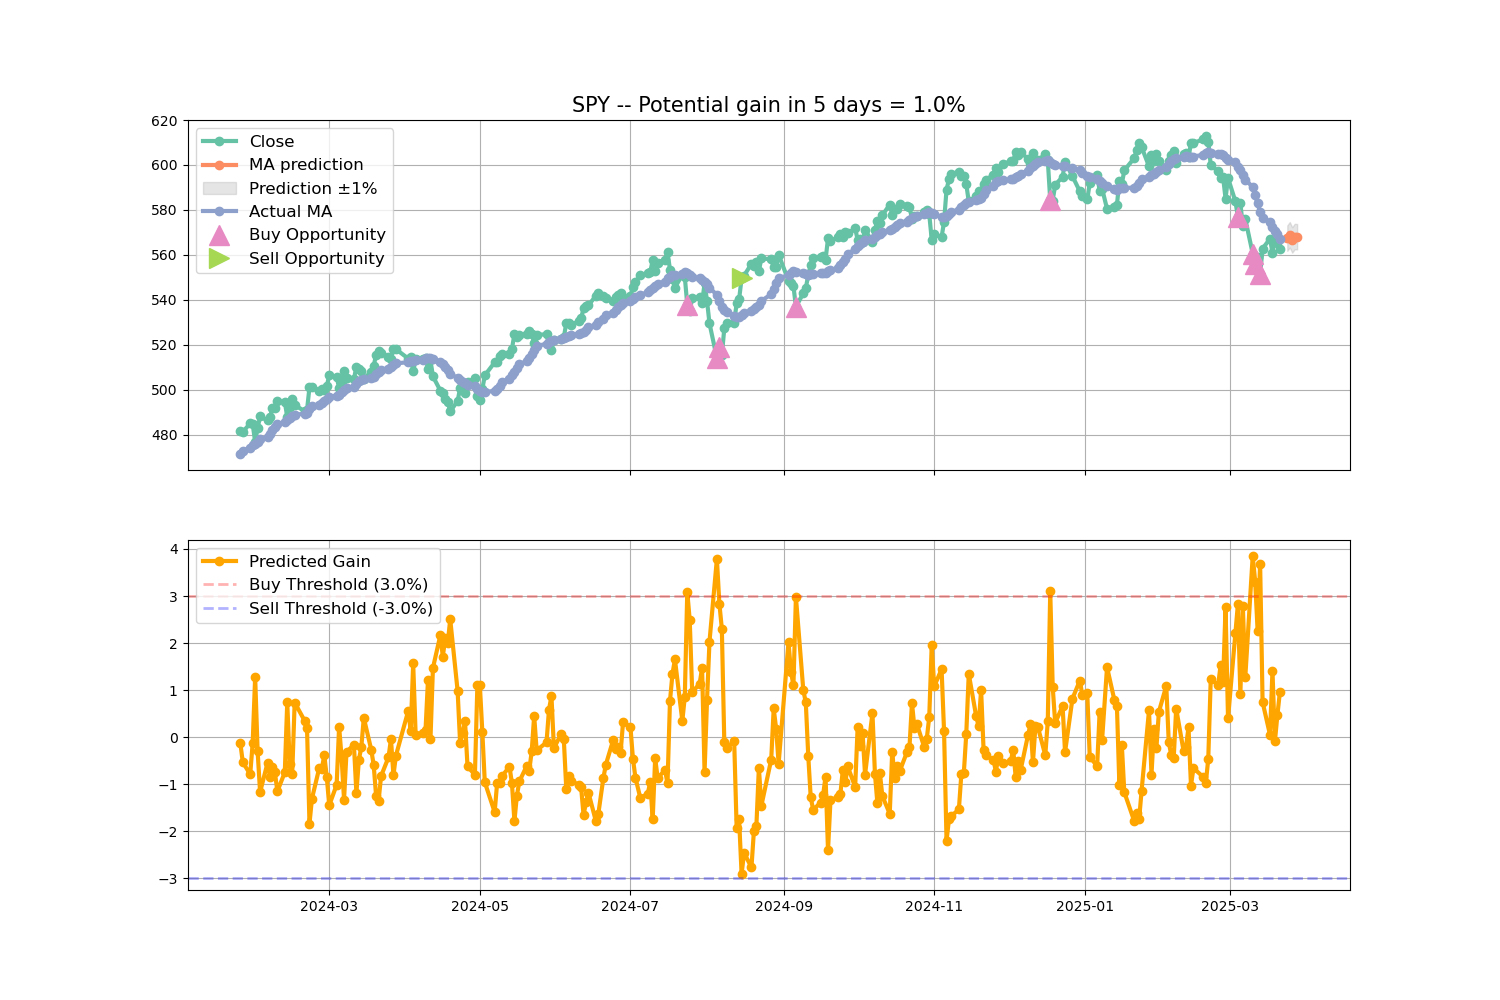 SPY -- Potential gain in 5 days = 1.0%
620
600
580
560
540
520
500
480
Close
MA prediction
Prediction ±1%
Actual MA
Buy Opportunity
Sell Opportunity
4
3
2
1
0
−1
−2
−3
Predicted Gain
Buy Threshold (3.0%)
Sell Threshold (-3.0%)
2024-03
2024-05
2024-07
2024-09
2024-11
2025-01
2025-03